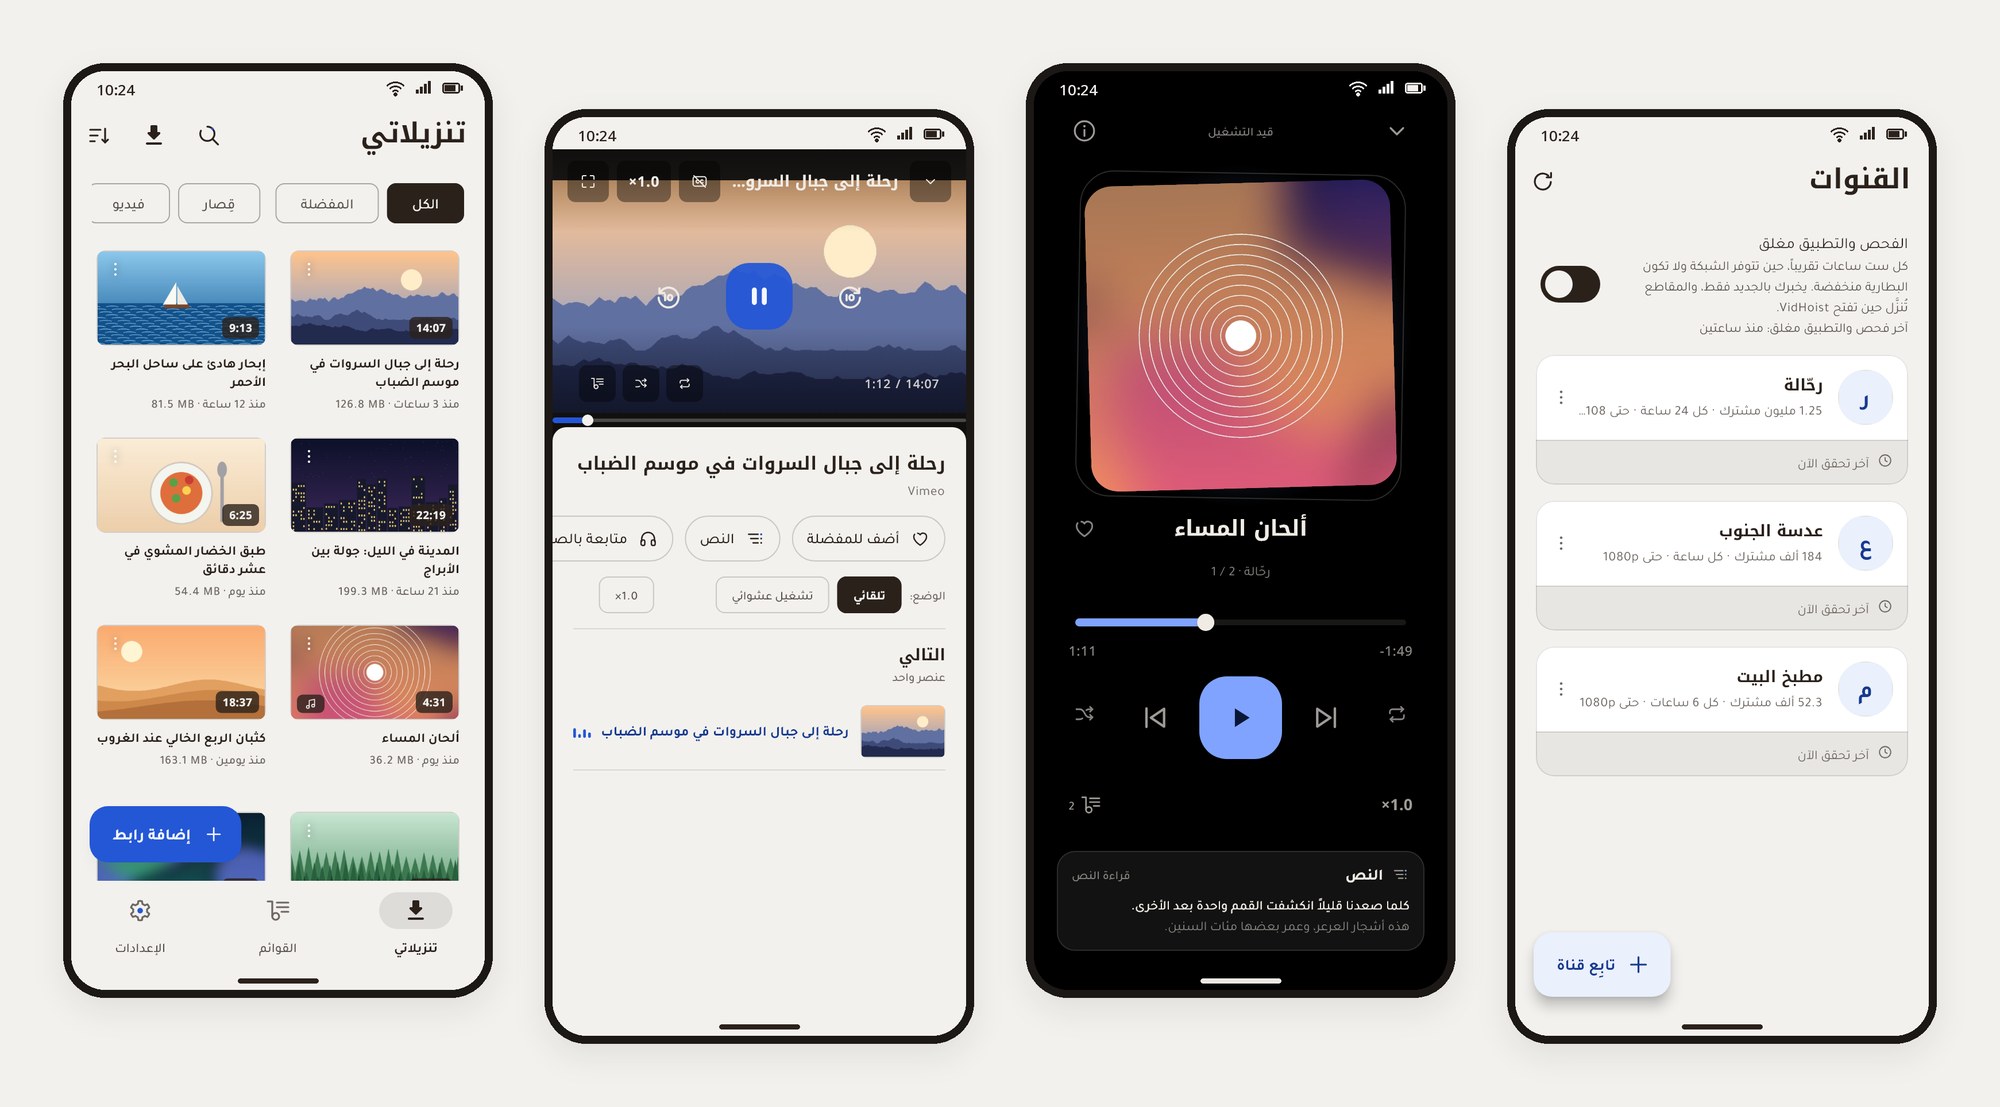 10:24
تنزيلاتي
الكل
المفضلة
قِصار
فيديو
14:07
رحلة إلى جبال السروات في
موسم الضباب
منذ 3 ساعات · 126.8 MB
9:13
إبحار هادئ على ساحل البحر
الأحمر
منذ 12 ساعة · 81.5 MB
22:19
المدينة في الليل: جولة بين
الأبراج
منذ 21 ساعة · 199.3 MB
6:25
طبق الخضار المشوي في
عشر دقائق
منذ يوم · 54.4 MB
4:31
ألحان المساء
منذ يوم · 36.2 MB
18:37
كثبان الربع الخالي عند الغروب
منذ يومين · 163.1 MB
إضافة رابط
تنزيلاتي
القوائم
الإعدادات
10:24
رحلة إلى جبال السرو...
×1.0
10
10
1:12 / 14:07
رحلة إلى جبال السروات في موسم الضباب
Vimeo
أضف للمفضلة
النص
متابعة بالصـ
الوضع:
تلقائي
تشغيل عشوائي
×1.0
التالي
عنصر واحد
رحلة إلى جبال السروات في موسم الضباب
10:24
قيد التشغيل
ألحان المساء
رحّالة · 2 / 1
1:11
-1:49
2
×1.0
النص
قراءة النص
كلما صعدنا قليلاً انكشفت القمم واحدة بعد الأخرى.
هذه أشجار العرعر، وعمر بعضها مئات السنين.
10:24
القنوات
الفحص والتطبيق مغلق
كل ست ساعات تقريباً، حين تتوفر الشبكة ولا تكون
البطارية منخفضة. يخبرك بالجديد فقط، والمقاطع
تُنزَّل حين تفتح VidHoist.
آخر فحص والتطبيق مغلق: منذ ساعتين
ر
رحّالة
1.25 مليون مشترك · كل 24 ساعة · حتى 108...
آخر تحقق الآن
ع
عدسة الجنوب
184 ألف مشترك · كل ساعة · حتى 1080p
آخر تحقق الآن
م
مطبخ البيت
52.3 ألف مشترك · كل 6 ساعات · حتى 1080p
آخر تحقق الآن
تابِع قناة